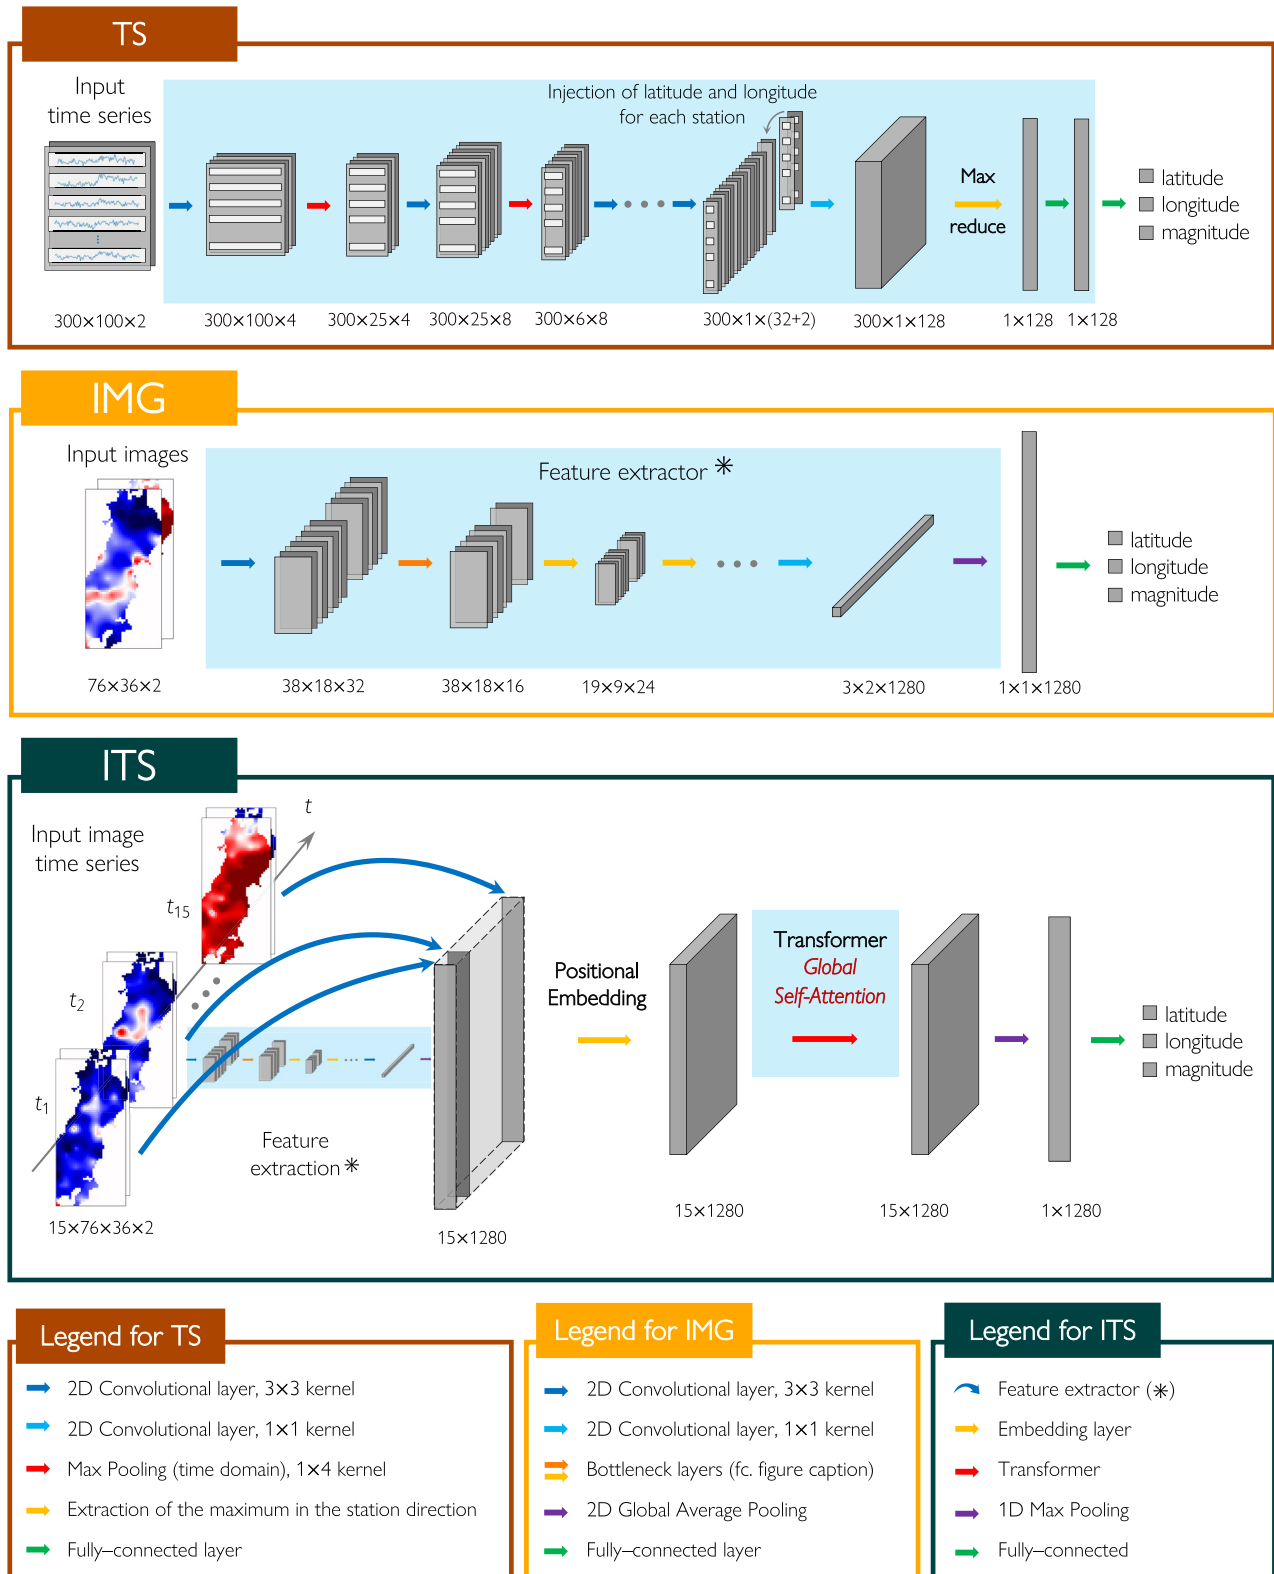 TS
Input
time series
Injection of latitude and longitude
for each station
Max
reduce
latitude
longitude
magnitude
300×100×2
300×100×4
300×25×4
300×25×8
300×6×8
300×1×(32+2)
300×1×128
1×128
1×128
IMG
Input images
Feature extractor *
latitude
longitude
magnitude
76×36×2
38×18×32
38×18×16
19×9×24
3×2×1280
1×1×1280
ITS
Input image
time series
t
t15
t2
t1
Feature
extraction *
Positional
Embedding
Transformer
Global
Self-Attention
latitude
longitude
magnitude
15×76×36×2
15×1280
15×1280
15×1280
1×1280
Legend for TS
2D Convolutional layer, 3×3 kernel
2D Convolutional layer, 1×1 kernel
Max Pooling (time domain), 1×4 kernel
Extraction of the maximum in the station direction
Fully–connected layer
Legend for IMG
2D Convolutional layer, 3×3 kernel
2D Convolutional layer, 1×1 kernel
Bottleneck layers (fc. figure caption)
2D Global Average Pooling
Fully–connected layer
Legend for ITS
Feature extractor (*)
Embedding layer
Transformer
1D Max Pooling
Fully–connected